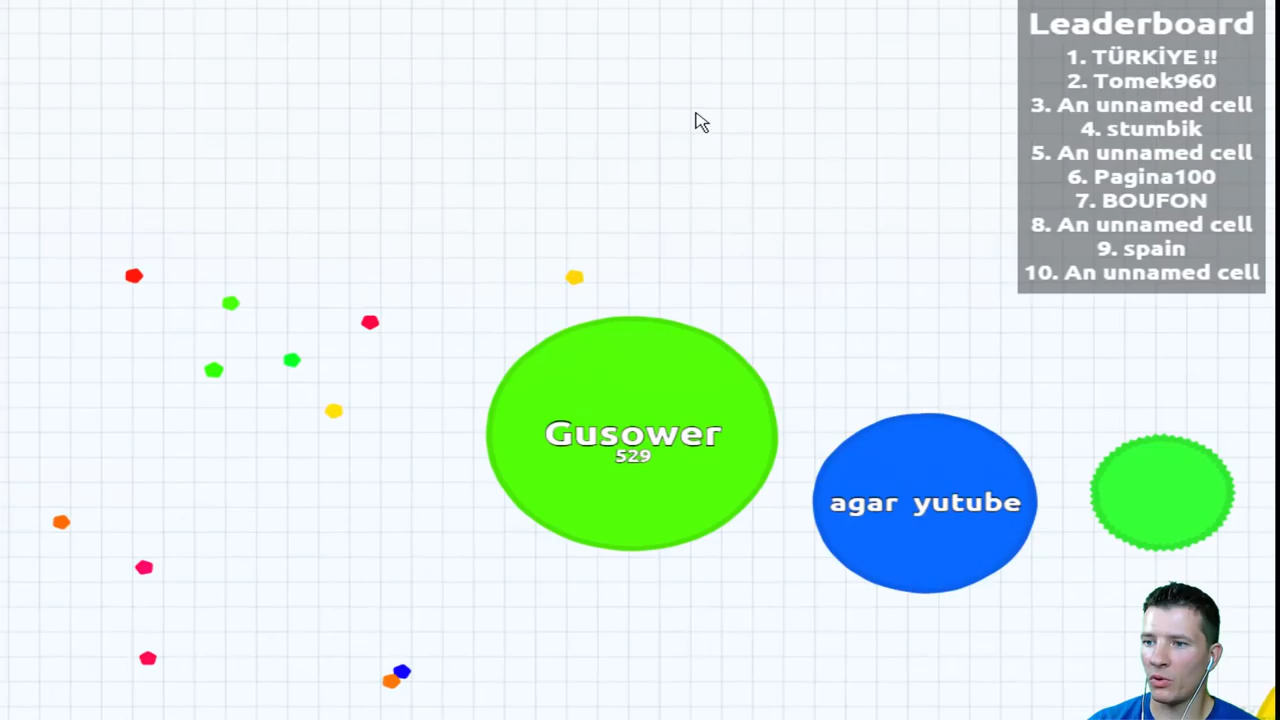 Leaderboard
1. TÜRKİYE !!
2. Tomek960
3. An unnamed cell
4. stumbik
5. An unnamed cell
6. Pagina100
7. BOUFON
8. An unnamed cell
9. spain
10. An unnamed cell
Gusower
529
agar yutube